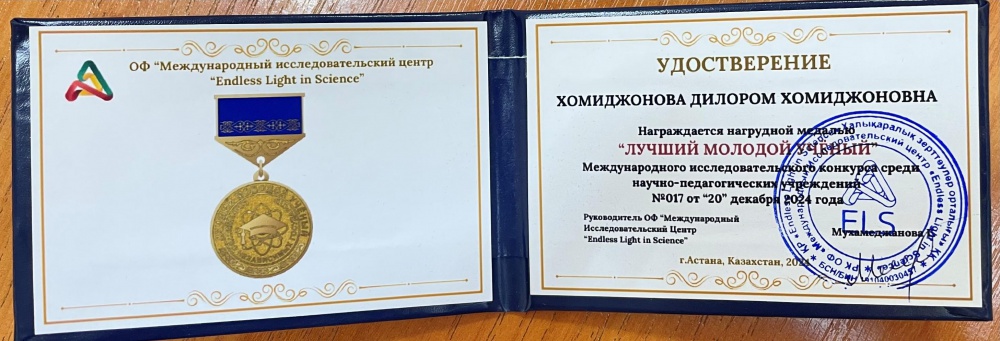 ОФ “Международный исследовательский центр
“Endless Light in Science”
УДОСТВЕРЕНИЕ
ХОМИДЖОНОВА ДИЛОРОМ ХОМИДЖОНОВНА
Награждается нагрудной медалью
“ЛУЧШИЙ МОЛОДОЙ УЧЕНЫЙ”
Международного исследовательского конкурса среди
научно-педагогических учреждений
№017 от “20” декабря 2024 года
Руководитель ОФ “Международный
Исследовательский Центр
“Endless Light in Science”
Мухамеджанова
г.Астана, Казахстан, 2024
ELS